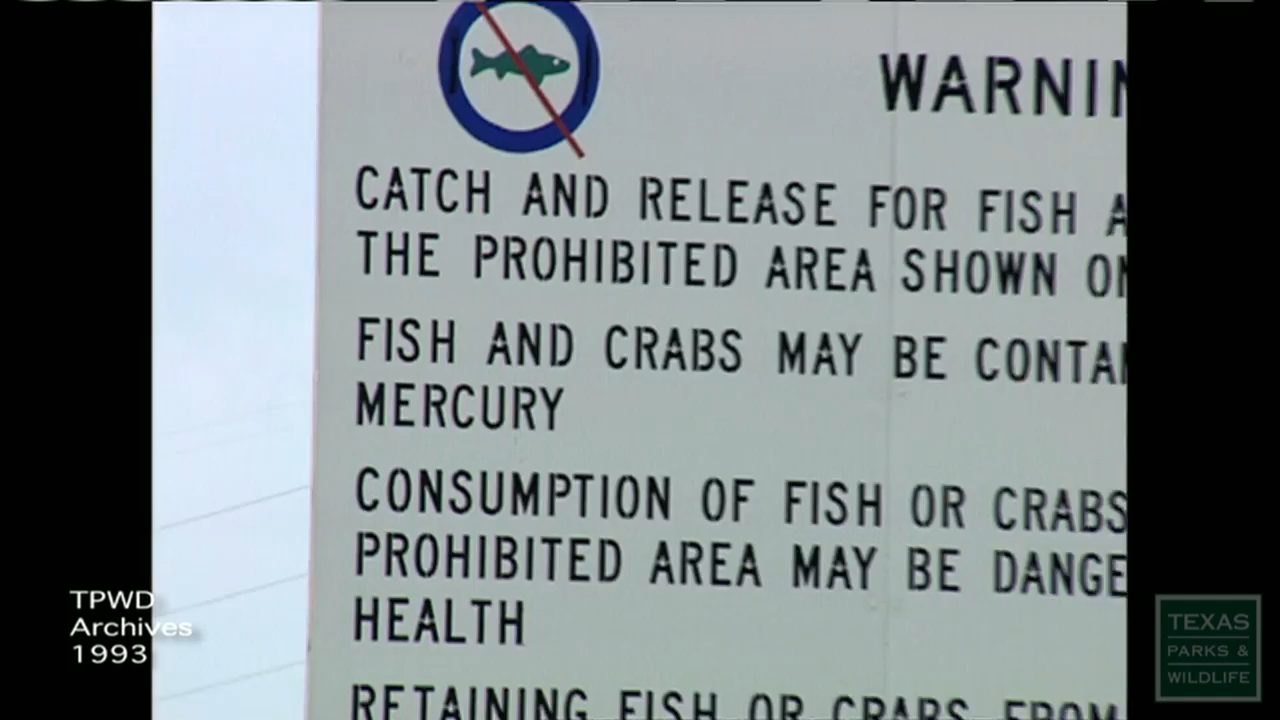 WARNIN
CATCH AND RELEASE FOR FISH A
THE PROHIBITED AREA SHOWN ON
FISH AND CRABS MAY BE CONTA
MERCURY
CONSUMPTION OF FISH OR CRABS
PROHIBITED AREA MAY BE DANGE
HEALTH
RETAINING FISH OR CRABS FROM
TPWD
Archives
1993
TEXAS
PARKS &
WILDLIFE